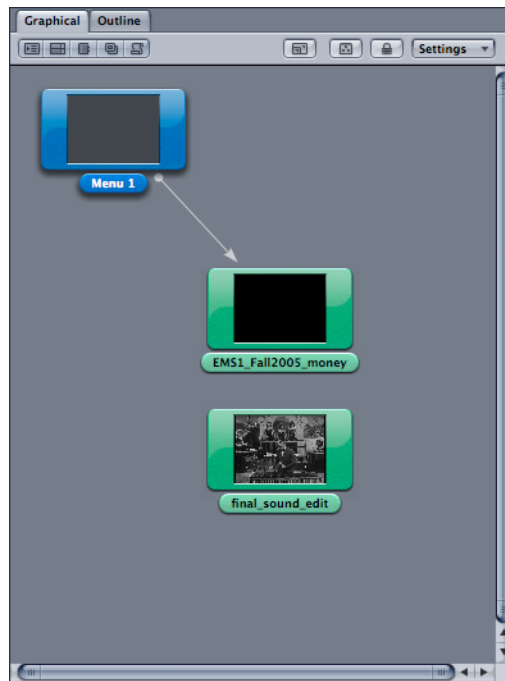 Graphical Outline
Settings
Menu 1
EMS1_Fall2005_money
final_sound_edit